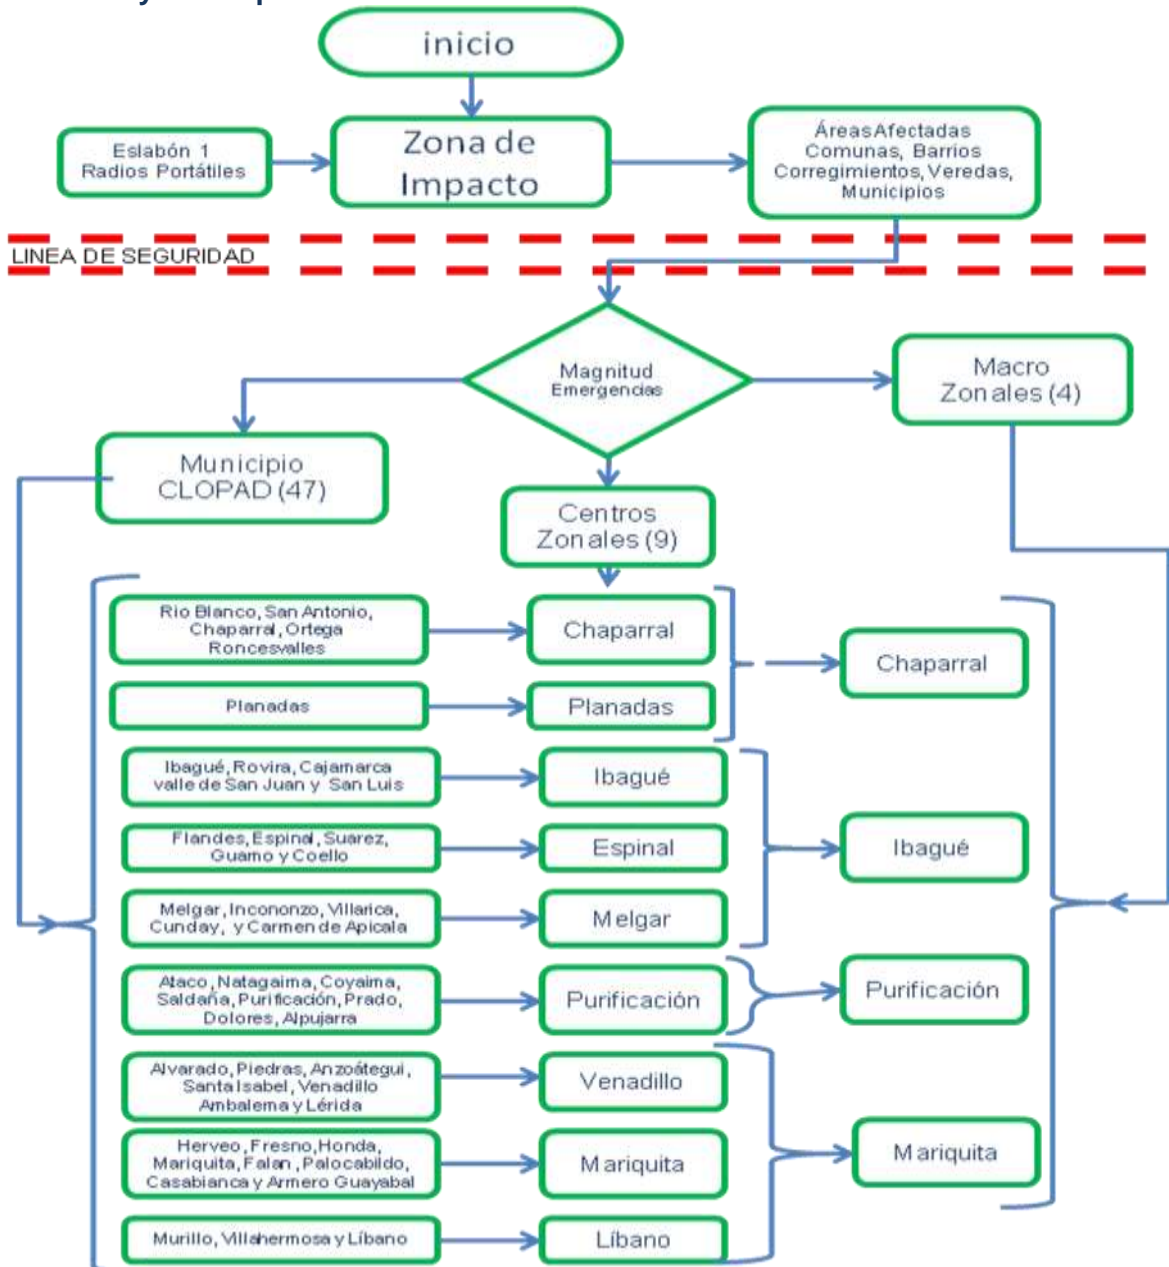 inicio
Eslabón 1
Radios Portátiles
Zona de
Impacto
Áreas Afectadas
Comunas, Barrios
Corregimientos, Veredas,
Municipios
LINEA DE SEGURIDAD
Magnitud
Emergencias
Macro
Zonales (4)
Municipio
CLOPAD (47)
Centros
Zonales (9)
Rio Blanco, San Antonio,
Chaparral, Ortega
Roncesvalles
Chaparral
Chaparral
Planadas
Planadas
Ibagué, Rovira, Cajamarca
valle de San Juan y San Luis
Ibagué
Flandes, Espinal, Suarez,
Guamo y Coello
Espinal
Ibagué
Melgar, Inconozo, Villarica,
Cunday, y Carmen de Apicala
Melgar
Ataco, Natagaima, Coyaima,
Saldaña, Purificación, Prado,
Dolores, Alpujarra
Purificación
Purificación
Alvarado, Piedras, Anzoátegui,
Santa Isabel, Venadillo
Ambalema y Lérida
Venadillo
Herveo, Fresno, Honda,
Mariquita, Falan , Palocabildo,
Casabianca y Armero Guayabal
Mariquita
Mariquita
Murillo, Villahermosa y Líbano
Líbano